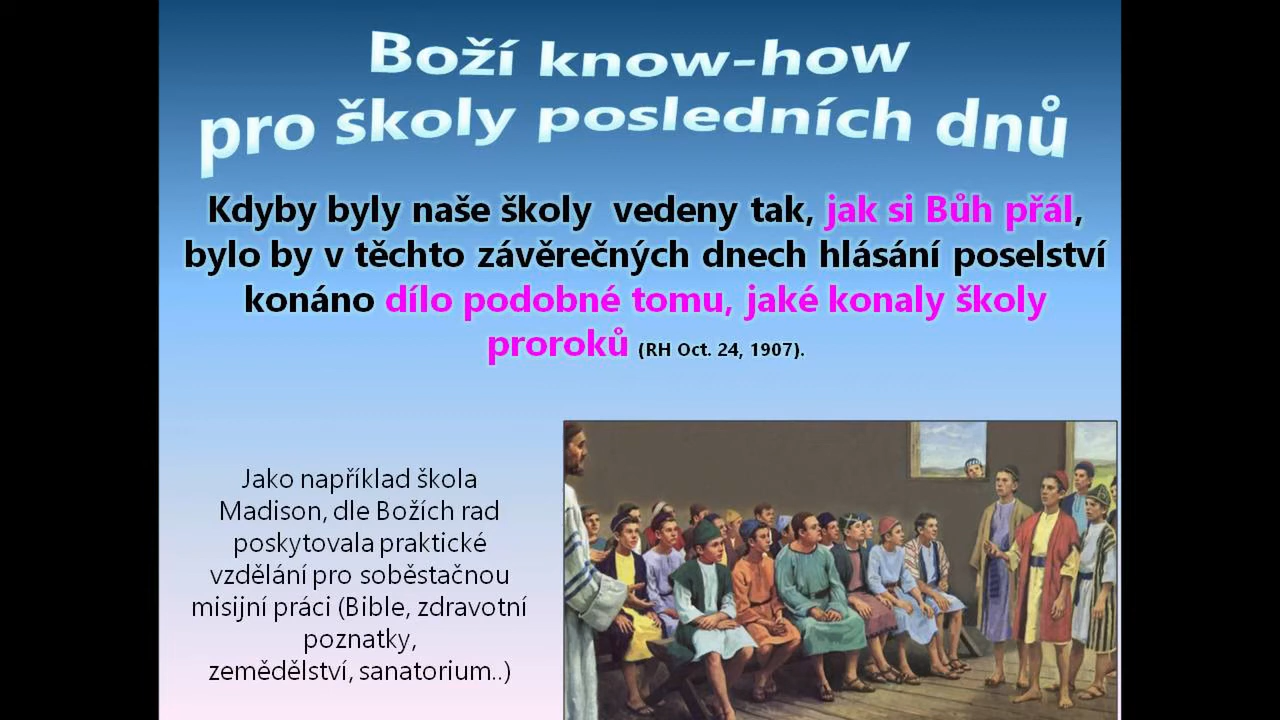 Boží know-how
pro školy posledních dnů
Kdyby byly naše školy vedeny tak, jak si Bůh přál,
bylo by v těchto závěrečných dnech hlásání poselství
konáno dílo podobné tomu, jaké konaly školy
proroků (RH Oct. 24, 1907).
Jako například škola
Madison, dle Božích rad
poskytovala praktické
vzdělání pro soběstačnou
misijní práci (Bible, zdravotní
poznatky,
zemědělství, sanatorium..)